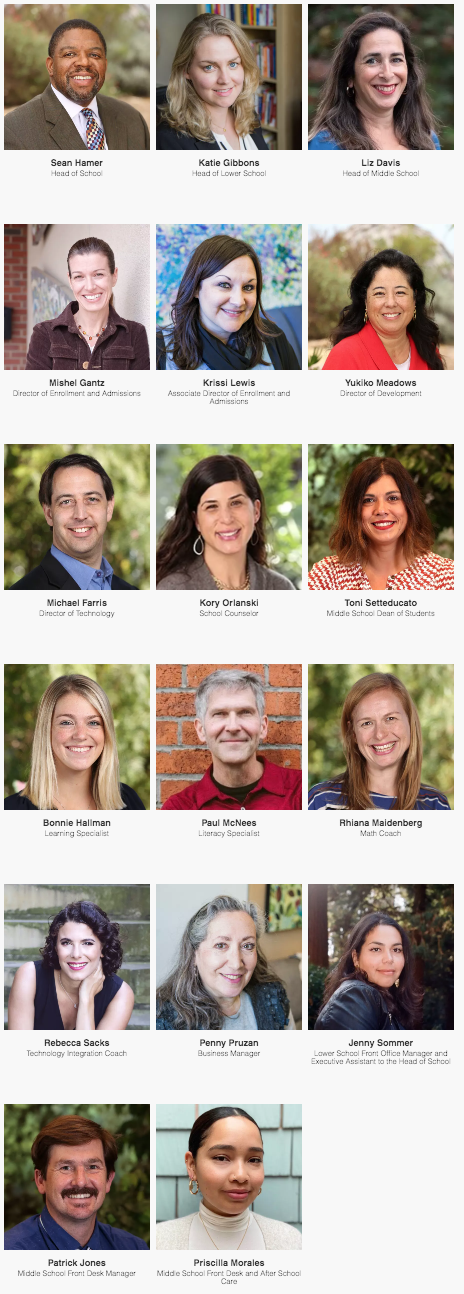 Sean Hamer
Head of School
Katie Gibbons
Head of Lower School
Liz Davis
Head of Middle School
Mishel Gantz
Director of Enrollment and Admissions
Krissi Lewis
Associate Director of Enrollment and
Admissions
Yukiko Meadows
Director of Development
Michael Farris
Director of Technology
Kory Orlanski
School Counselor
Toni Setteducato
Middle School Dean of Students
Bonnie Hallman
Learning Specialist
Paul McNees
Literacy Specialist
Rhiana Maidenberg
Math Coach
Rebecca Sacks
Technology Integration Coach
Penny Pruzan
Business Manager
Jenny Sommer
Lower School Front Office Manager and
Executive Assistant to the Head of School
Patrick Jones
Middle School Front Desk Manager
Priscilla Morales
Middle School Front Desk and After School
Care